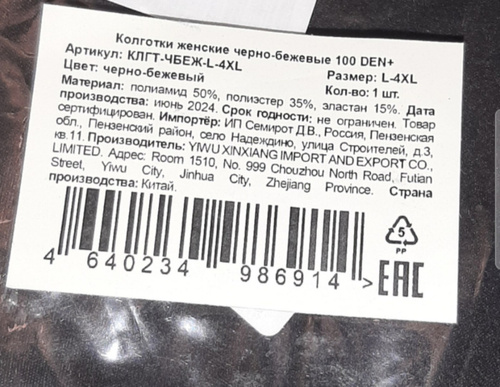 Колготки женские черно-бежевые 100 DEN+
Артикул: КЛГТ-ЧБЕЖ-L-4XL
Размер: L-4XL
Цвет: черно-бежевый
Кол-во: 1 шт.
Материал: полиамид 50%, полиэстер 35%, эластан 15%. Дата
производства: июнь 2024. Срок годности: не ограничен. Товар
сертифицирован. Импортёр: ИП Семирот Д.В., Россия, Пензенская
обл., Пензенский район, село Надеждино, улица Строителей, д.3,
кв.11. Производитель: YIWU XINXIANG IMPORT AND EXPORT CO.,
LIMITED. Адрес: Room 1510, No. 999 Chouzhou North Road, Futian
Street, Yiwu City, Jinhua City, Zhejiang Province. Страна
производства: Китай.
5
PP
4 640234 986914 >
EAC